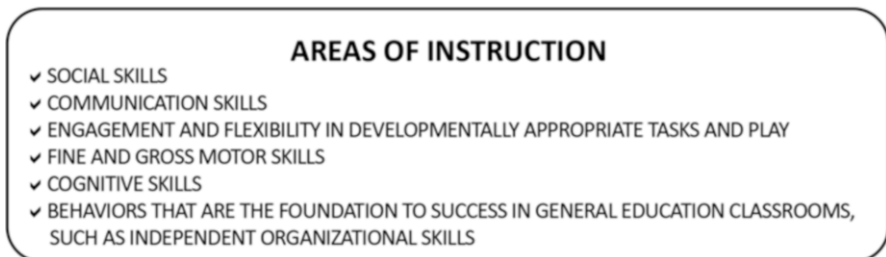 AREAS OF INSTRUCTION
✓ SOCIAL SKILLS
✓ COMMUNICATION SKILLS
✓ ENGAGEMENT AND FLEXIBILITY IN DEVELOPMENTALLY APPROPRIATE TASKS AND PLAY
✓ FINE AND GROSS MOTOR SKILLS
✓ COGNITIVE SKILLS
✓ BEHAVIORS THAT ARE THE FOUNDATION TO SUCCESS IN GENERAL EDUCATION CLASSROOMS,
SUCH AS INDEPENDENT ORGANIZATIONAL SKILLS